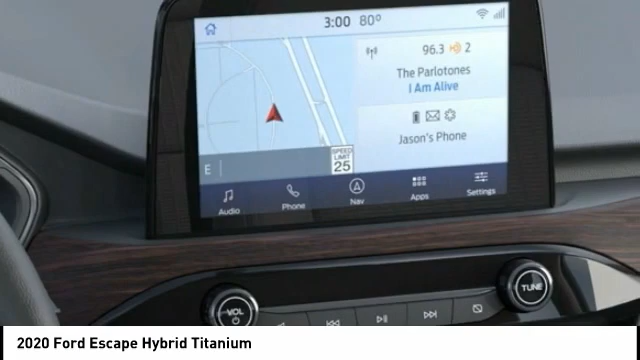 3:00 80°
96.3 HD 2
The Parlotones
I Am Alive
Jason's Phone
E
SPEED LIMIT 25
Audio
Phone
Nav
Apps
Settings
VOL
TUNE
2020 Ford Escape Hybrid Titanium